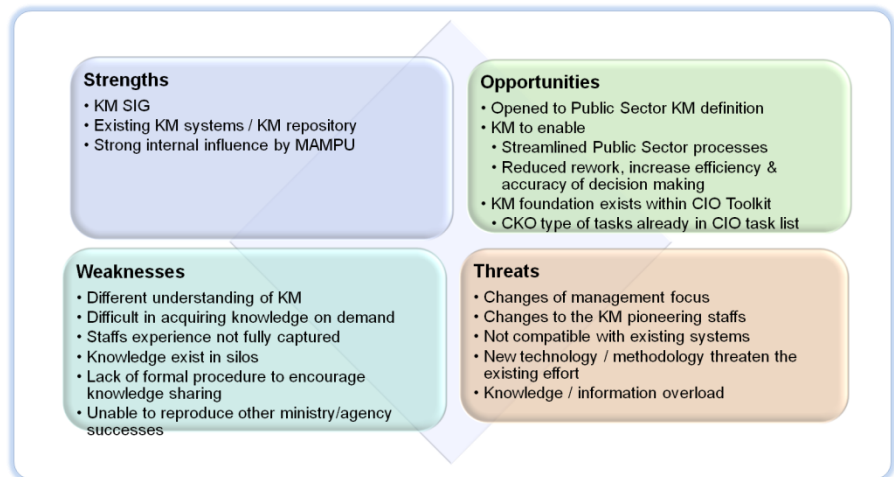 Strengths
• KM SIG
• Existing KM systems / KM repository
• Strong internal influence by MAMPU
Opportunities
• Opened to Public Sector KM definition
• KM to enable
• Streamlined Public Sector processes
• Reduced rework, increase efficiency &
accuracy of decision making
• KM foundation exists within CIO Toolkit
• CKO type of tasks already in CIO task list
Weaknesses
• Different understanding of KM
• Difficult in acquiring knowledge on demand
• Staffs experience not fully captured
• Knowledge exist in silos
• Lack of formal procedure to encourage
knowledge sharing
• Unable to reproduce other ministry/agency
successes
Threats
• Changes of management focus
• Changes to the KM pioneering staffs
• Not compatible with existing systems
• New technology / methodology threaten the
existing effort
• Knowledge / information overload